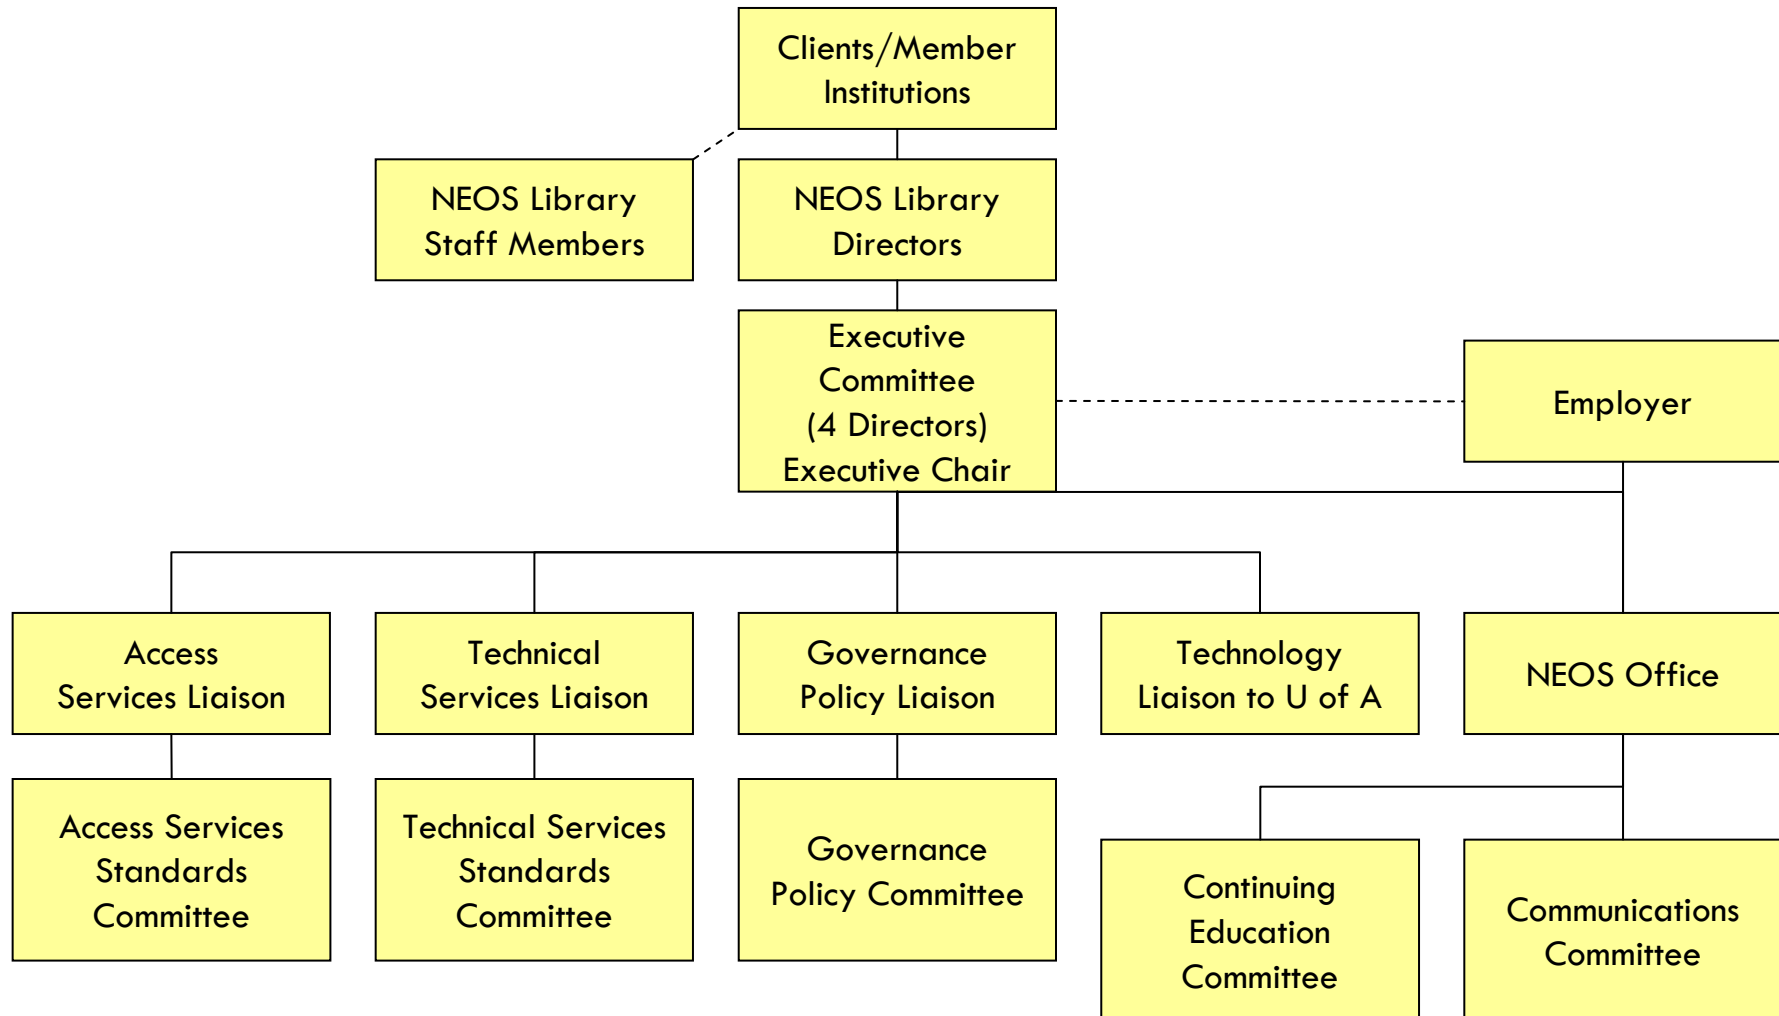 Clients/Member
Institutions
NEOS Library
Staff Members
NEOS Library
Directors
Executive
Committee
(4 Directors)
Executive Chair
Employer
Access
Services Liaison
Technical
Services Liaison
Governance
Policy Liaison
Technology
Liaison to U of A
NEOS Office
Access Services
Standards
Committee
Technical Services
Standards
Committee
Governance
Policy Committee
Continuing
Education
Committee
Communications
Committee